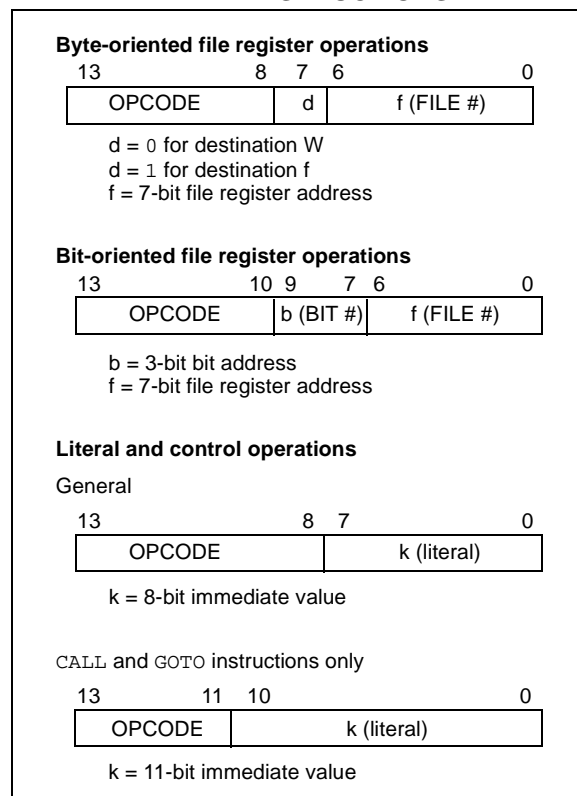 Byte-oriented file register operations
13 8 7 6 0
OPCODE d f (FILE #)
d = 0 for destination W
d = 1 for destination f
f = 7-bit file register address
Bit-oriented file register operations
13 10 9 7 6 0
OPCODE b (BIT #) f (FILE #)
b = 3-bit bit address
f = 7-bit file register address
Literal and control operations
General
13 8 7 0
OPCODE k (literal)
k = 8-bit immediate value
CALL and GOTO instructions only
13 11 10 0
OPCODE k (literal)
k = 11-bit immediate value